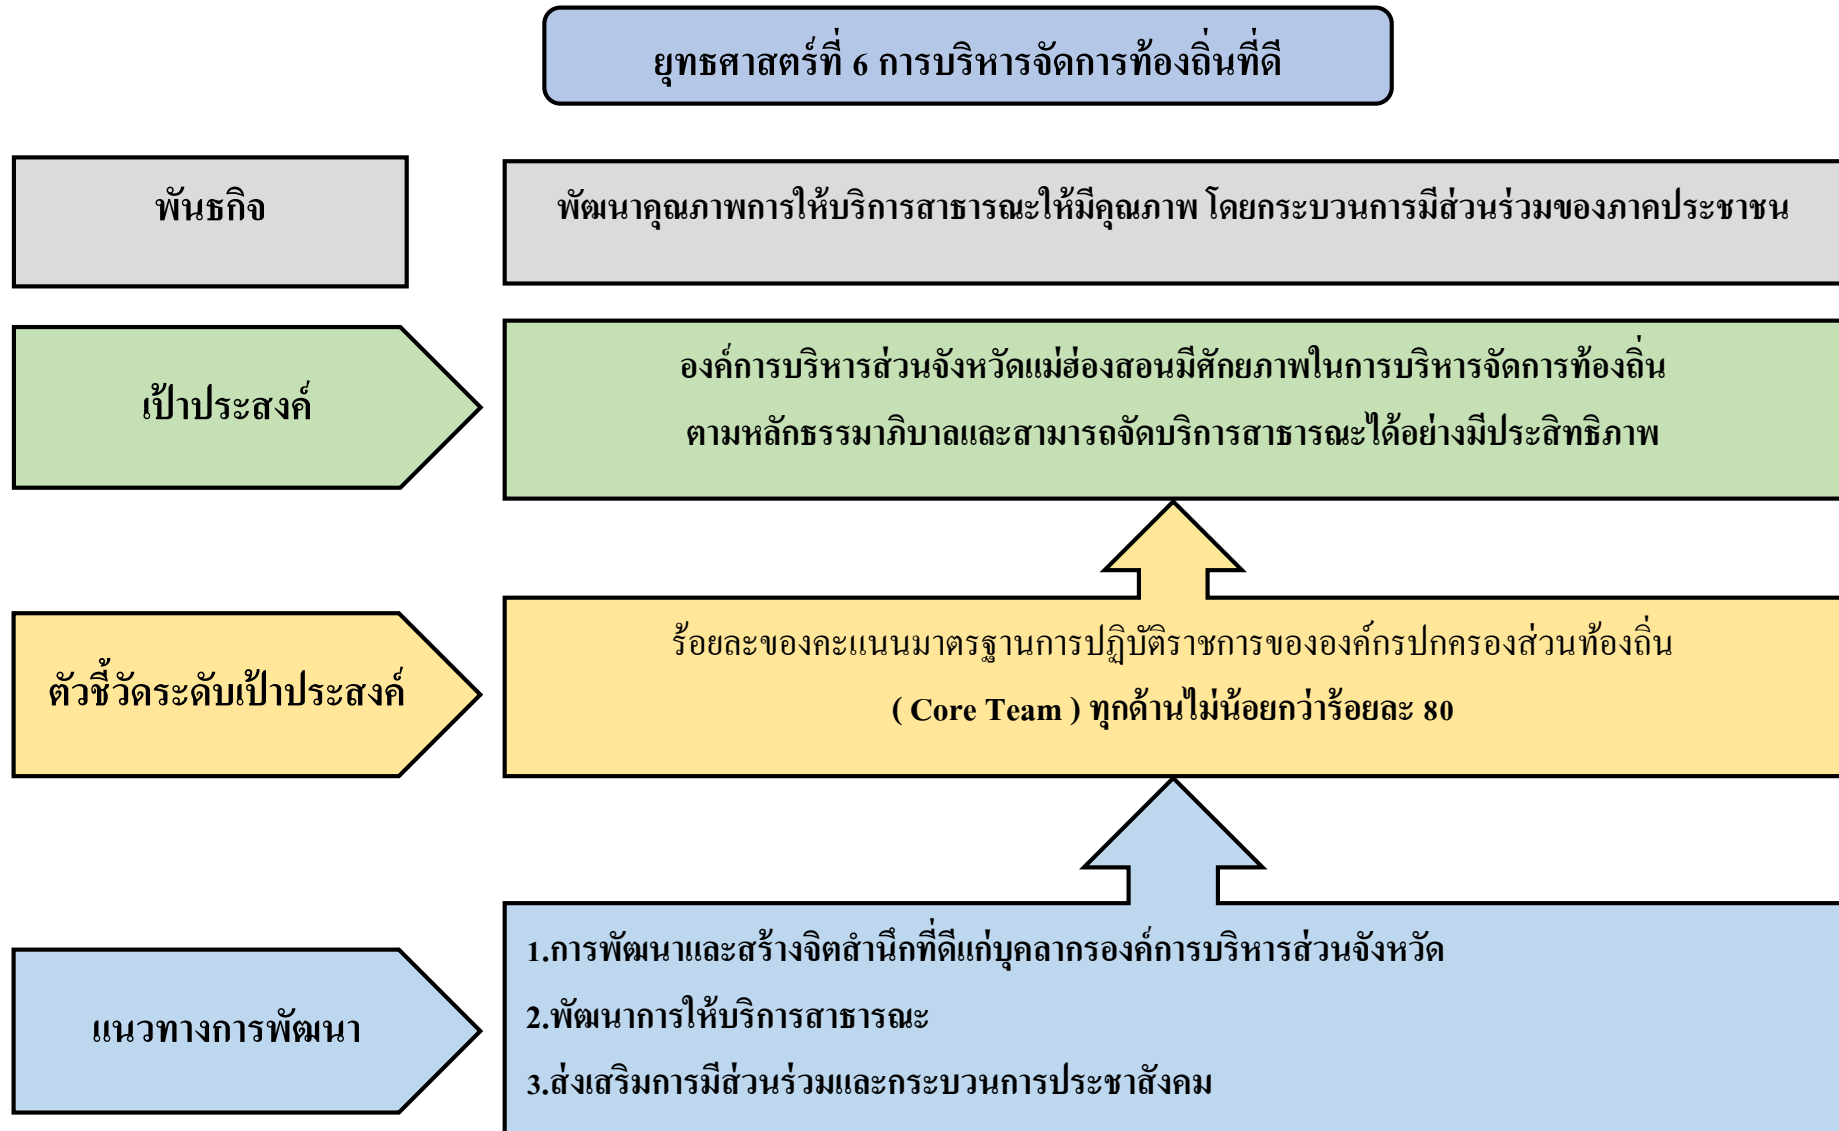 ยุทธศาสตร์ที่ 6 การบริหารจัดการท้องถิ่นที่ดี
พันธกิจ
พัฒนาคุณภาพการให้บริการสาธารณะให้มีคุณภาพ โดยกระบวนการมีส่วนร่วมของภาคประชาชน
เป้าประสงค์
องค์การบริหารส่วนจังหวัดแม่ฮ่องสอนมีศักยภาพในการบริหารจัดการท้องถิ่น
ตามหลักธรรมาภิบาลและสามารถจัดบริการสาธารณะได้อย่างมีประสิทธิภาพ
ตัวชี้วัดระดับเป้าประสงค์
ร้อยละของคะแนนมาตรฐานการปฏิบัติราชการขององค์กรปกครองส่วนท้องถิ่น
( Core Team ) ทุกด้านไม่น้อยกว่าร้อยละ 80
แนวทางการพัฒนา
1.การพัฒนาและสร้างจิตสำนึกที่ดีแก่บุคลากรองค์การบริหารส่วนจังหวัด
2.พัฒนาการให้บริการสาธารณะ
3.ส่งเสริมการมีส่วนร่วมและกระบวนการประชาสังคม